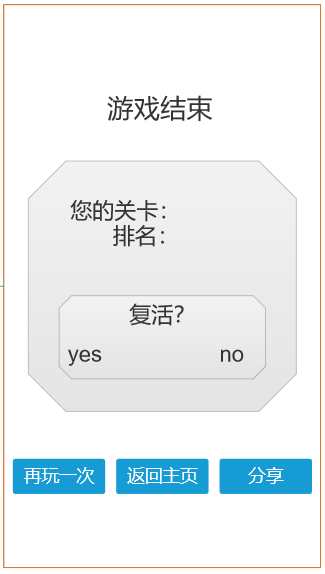 游戏结束
您的关卡：
排名：
复活？
yes no
再玩一次 返回主页 分享